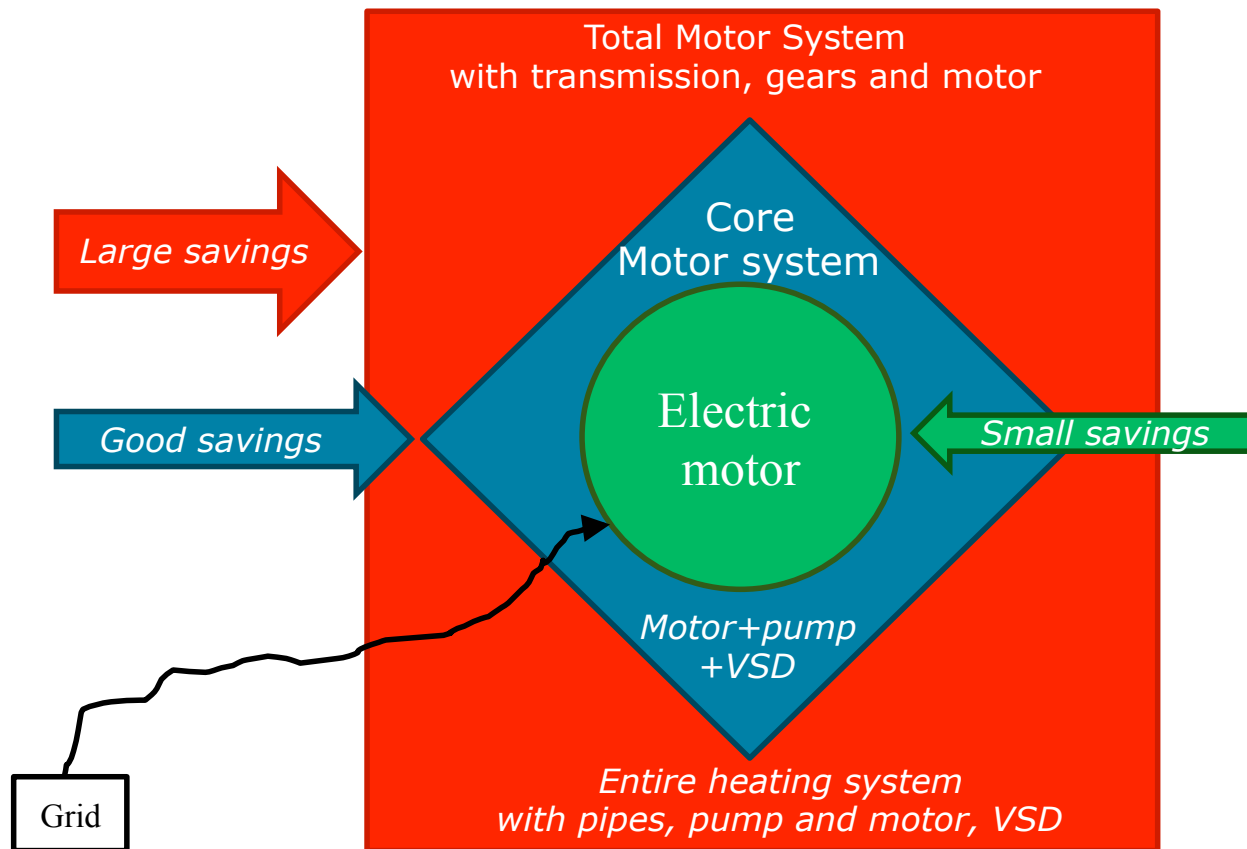 Total Motor System
with transmission, gears and motor
Large savings
Core
Motor system
Good savings
Electric
motor
Small savings
Motor+pump
+VSD
Entire heating system
with pipes, pump and motor, VSD
Grid